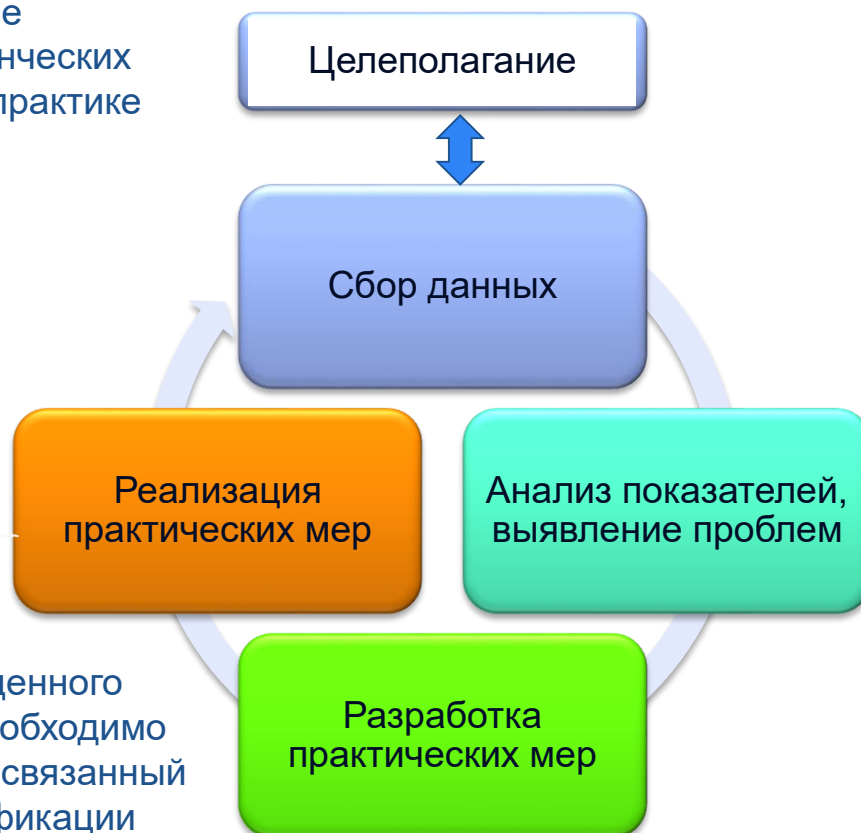 е
нческих
практике
Целеполагание
Сбор данных
Реализация
практических мер
Анализ показателей,
выявление проблем
Разработка
практических мер
денного
обходимо
связанный
фикации